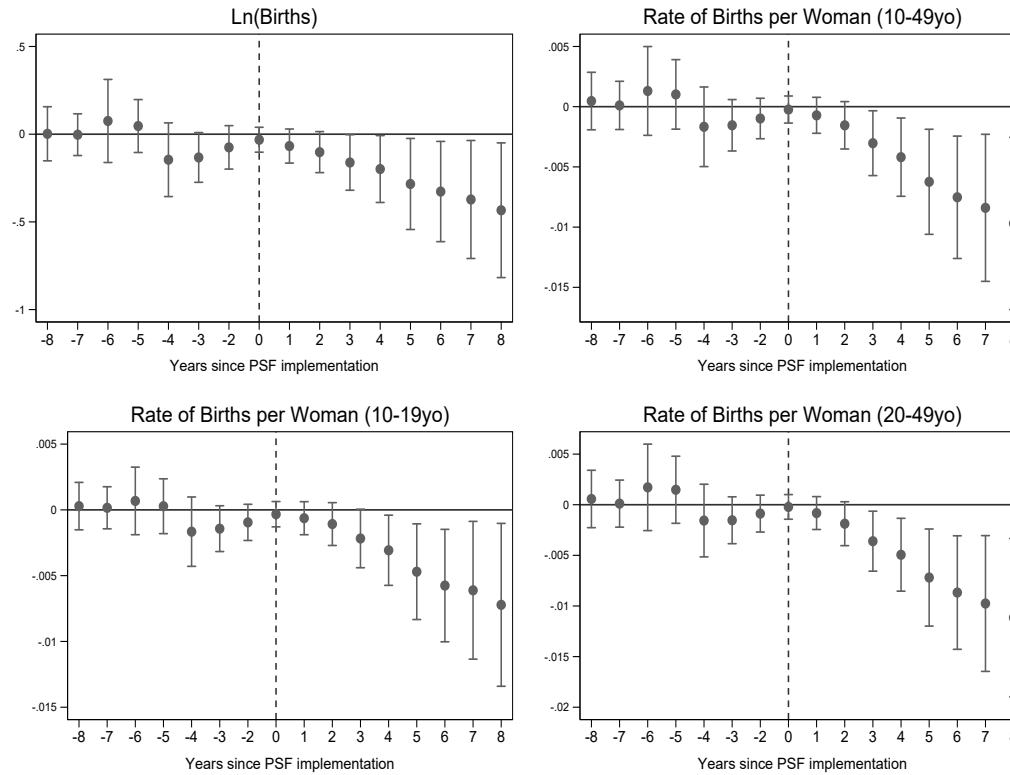 Ln(Births)
.5
0
-.5
-1
-8 -7 -6 -5 -4 -3 -2 0 1 2 3 4 5 6 7 8
Years since PSF implementation
Rate of Births per Woman (10-49yo)
.005
0
-.005
-.01
-.015
-8 -7 -6 -5 -4 -3 -2 0 1 2 3 4 5 6 7
Years since PSF implementation
Rate of Births per Woman (10-19yo)
.005
0
-.005
-.01
-.015
-8 -7 -6 -5 -4 -3 -2 0 1 2 3 4 5 6 7 8
Years since PSF implementation
Rate of Births per Woman (20-49yo)
.005
0
-.005
-.01
-.015
-.02
-8 -7 -6 -5 -4 -3 -2 0 1 2 3 4 5 6 7
Years since PSF implementation